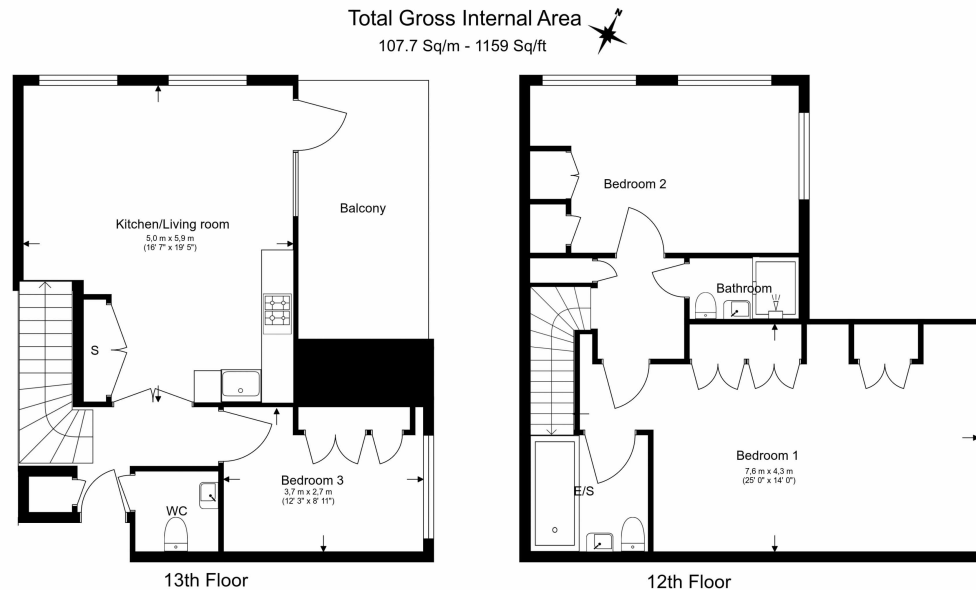 Total Gross Internal Area
107.7 Sq/m - 1159 Sq/ft
N
Kitchen/Living room
5,0 m x 5,9 m
(16' 7" x 19' 5")
Balcony
S
Bedroom 3
3,7 m x 2,7 m
(12' 3" x 8' 11")
WC
13th Floor
Bedroom 2
Bathroom
Bedroom 1
7,6 m x 4,3 m
(25' 0" x 14' 0")
E/S
12th Floor